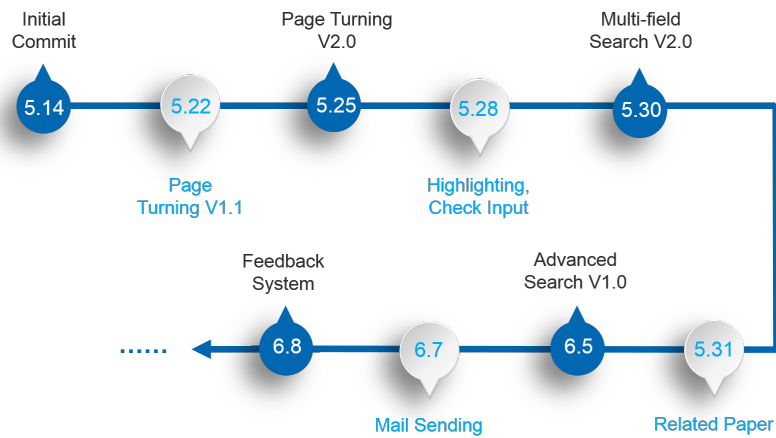 Initial
Commit
Page Turning
V2.0
Multi-field
Search V2.0
5.14
5.22
5.25
5.28
5.30
Page
Turning V1.1
Highlighting,
Check Input
Feedback
System
Advanced
Search V1.0
......
6.8
6.7
6.5
5.31
Mail Sending
Related Paper